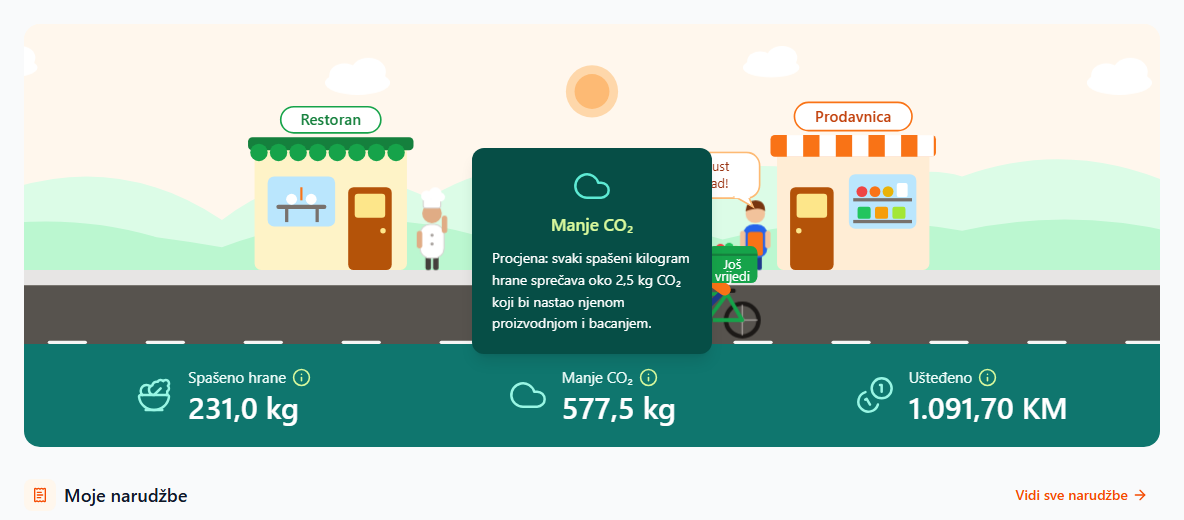 Restoran
Prodavnica
Manje CO₂
Procjena: svaki spašeni kilogram
hrane sprečava oko 2,5 kg CO₂
koji bi nastao njenom
proizvodnjom i bacanjem.
Još
vrijedi
Spašeno hrane
231,0 kg
Manje CO₂
577,5 kg
Ušteđeno
1.091,70 KM
Moje narudžbe
Vidi sve narudžbe →